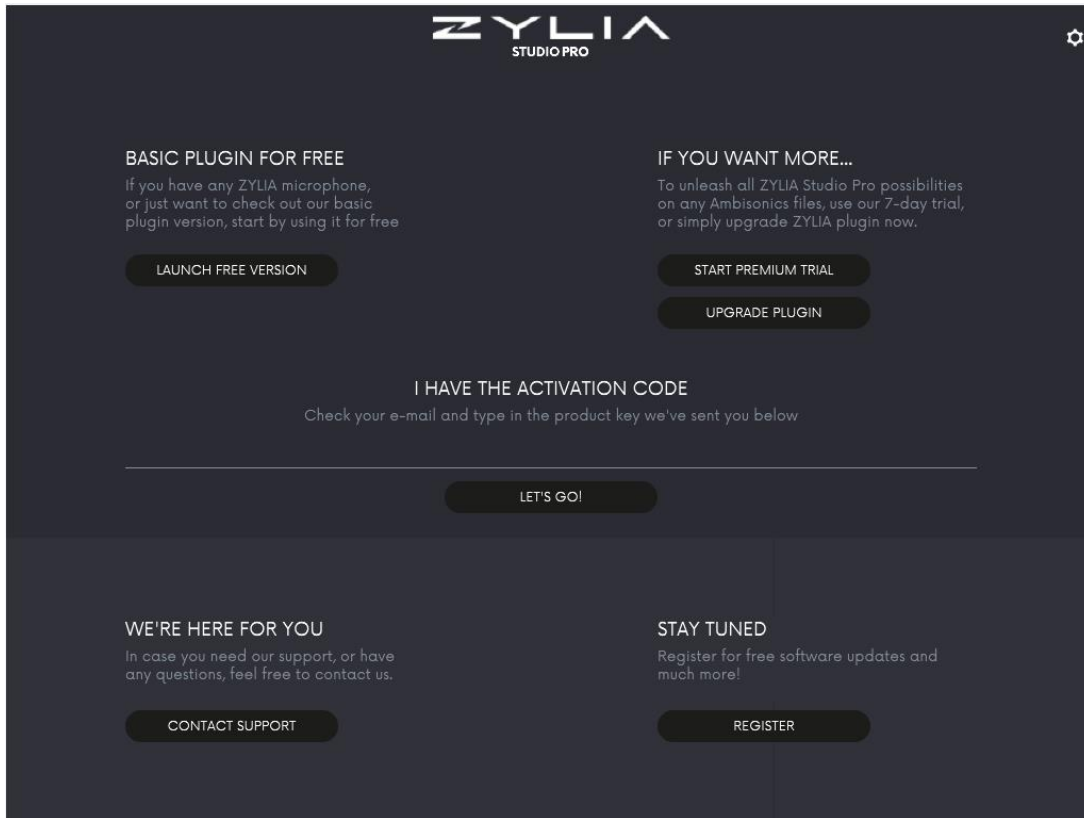 ZYLIA
STUDIO PRO
BASIC PLUGIN FOR FREE
If you have any ZYLIA microphone,
or just want to check out our basic
plugin version, start by using it for free
LAUNCH FREE VERSION
IF YOU WANT MORE...
To unleash all ZYLIA Studio Pro possibilities
on any Ambisonics files, use our 7-day trial,
or simply upgrade ZYLIA plugin now.
START PREMIUM TRIAL
UPGRADE PLUGIN
I HAVE THE ACTIVATION CODE
Check your e-mail and type in the product key we've sent you below
LET'S GO!
WE'RE HERE FOR YOU
In case you need our support, or have
any questions, feel free to contact us.
CONTACT SUPPORT
STAY TUNED
Register for free software updates and
much more!
REGISTER